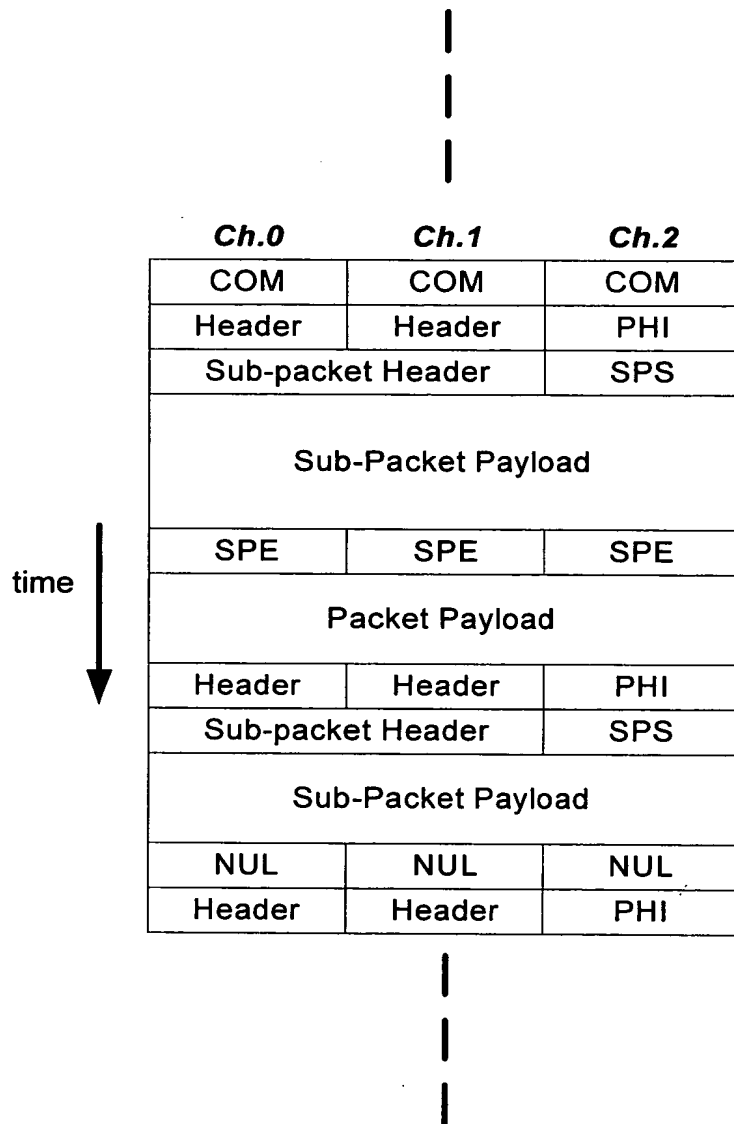 Ch.0 Ch.1 Ch.2
COM COM COM
Header Header PHI
Sub-packet Header SPS
Sub-Packet Payload
SPE SPE SPE
time
Packet Payload
Header Header PHI
Sub-packet Header SPS
Sub-Packet Payload
NUL NUL NUL
Header Header PHI